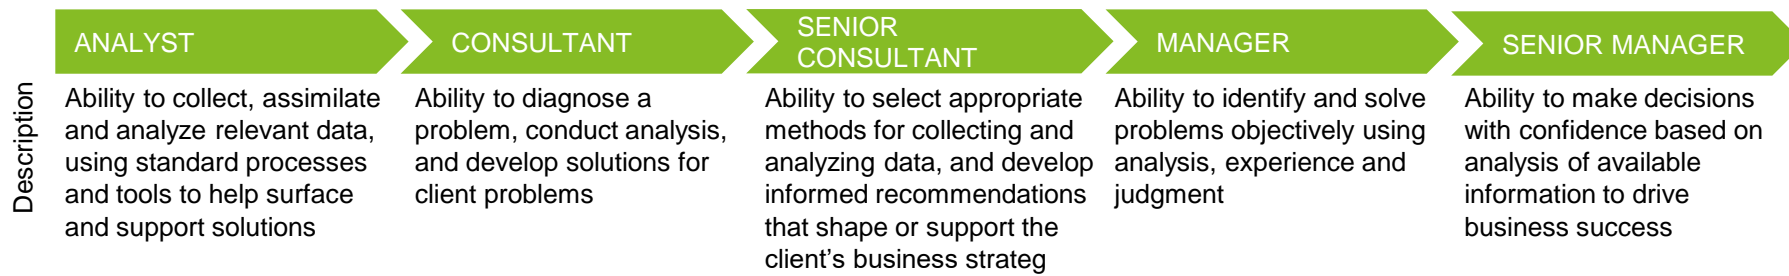 ANALYST
CONSULTANT
SENIOR
CONSULTANT
MANAGER
SENIOR MANAGER
Description
Ability to collect, assimilate
and analyze relevant data,
using standard processes
and tools to help surface
and support solutions
Ability to diagnose a
problem, conduct analysis,
and develop solutions for
client problems
Ability to select appropriate
methods for collecting and
analyzing data, and develop
informed recommendations
that shape or support the
client’s business strateg
Ability to identify and solve
problems objectively using
analysis, experience and
judgment
Ability to make decisions
with confidence based on
analysis of available
information to drive
business success